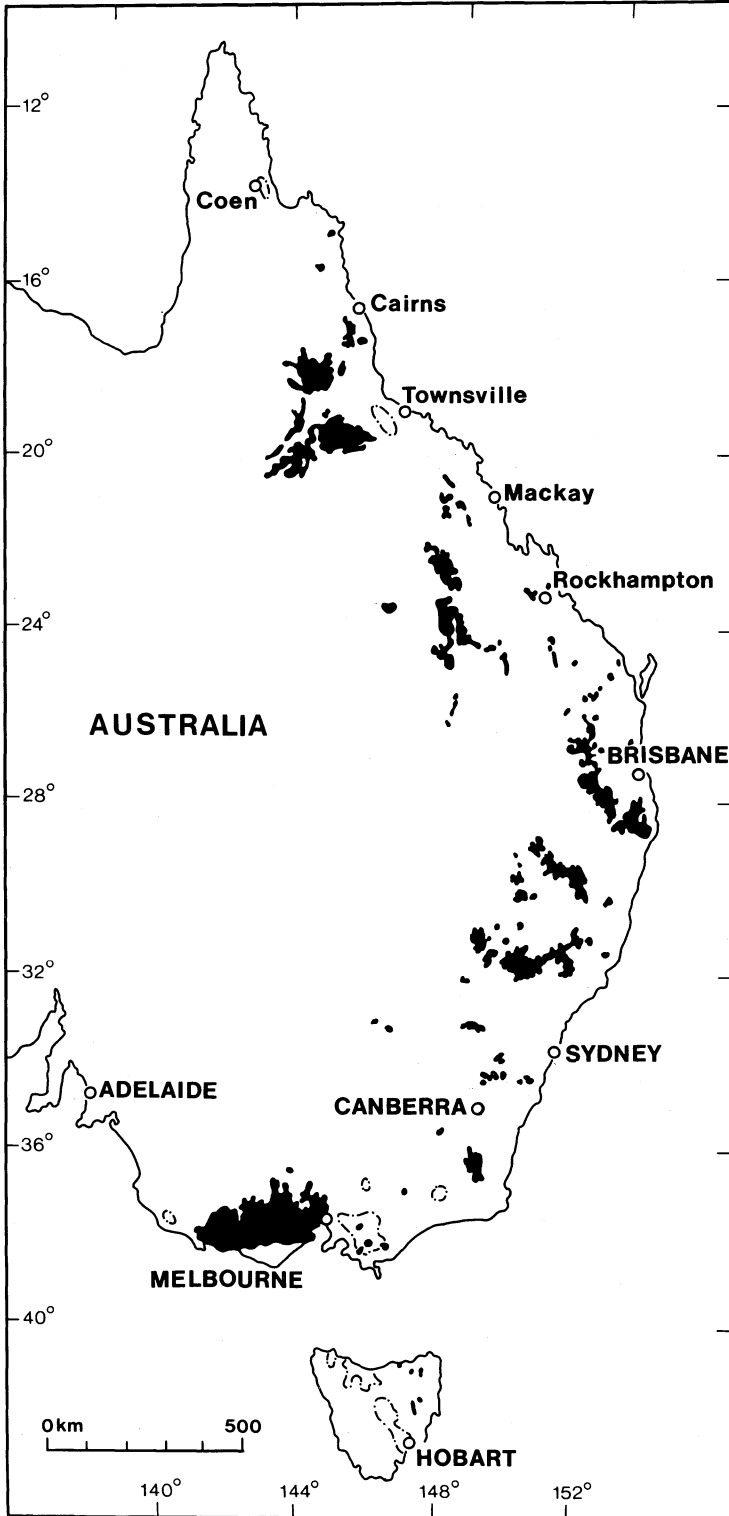 12°
Coen
16°
Cairns
Townsville
20°
Mackay
Rockhampton
24°
AUSTRALIA
BRISBANE
28°
32°
SYDNEY
ADELAIDE
CANBERRA
36°
MELBOURNE
40°
0km 500
HOBART
140° 144° 148° 152°